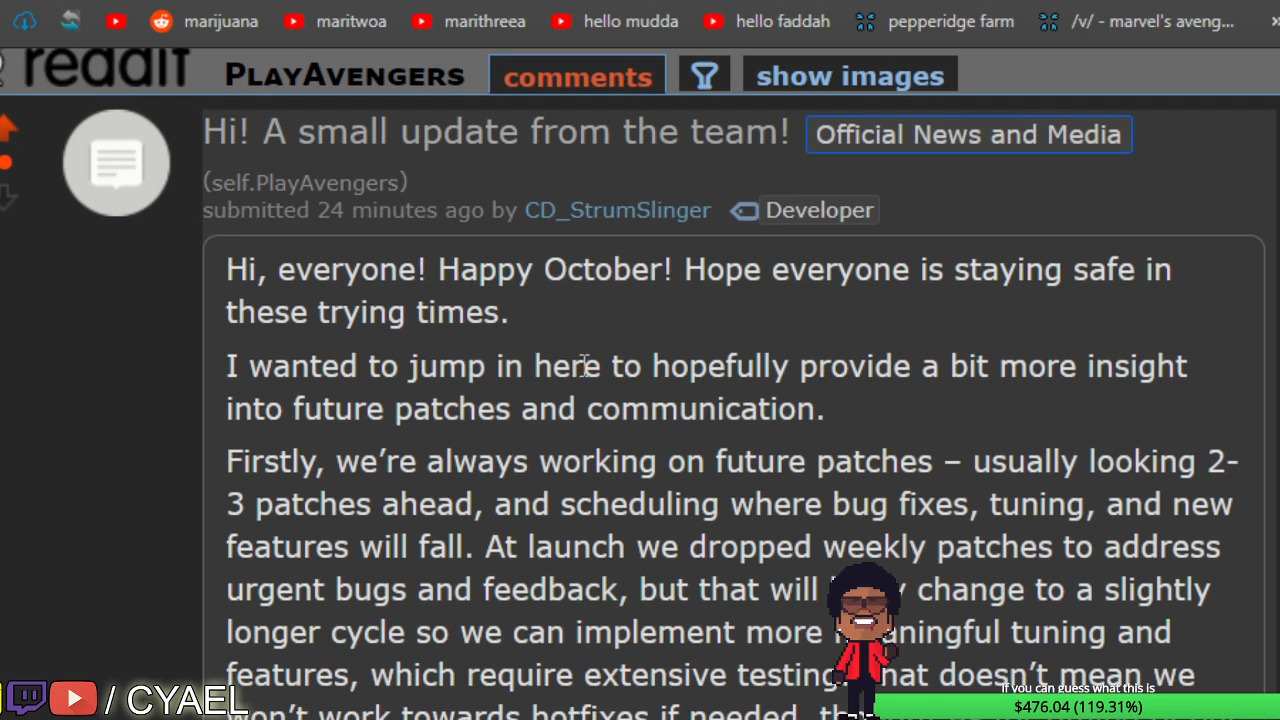 marijuana maritwoa marithreea hello mudda hello faddah pepperidge farm /v/ - marvel's aveng...
reddit PLAYAVENGERS comments show images
Hi! A small update from the team! Official News and Media
(self.PlayAvengers)
submitted 24 minutes ago by CD_StrumSlinger Developer
Hi, everyone! Happy October! Hope everyone is staying safe in
these trying times.
I wanted to jump in here to hopefully provide a bit more insight
into future patches and communication.
Firstly, we’re always working on future patches – usually looking 2-
3 patches ahead, and scheduling where bug fixes, tuning, and new
features will fall. At launch we dropped weekly patches to address
urgent bugs and feedback, but that will change to a slightly
longer cycle so we can implement more meaningful tuning and
features, which require extensive testing. That doesn’t mean we
won’t work towards hotfixes if needed,
/ CYAEL
If you can guess what this is
$476.04 (119.31%)